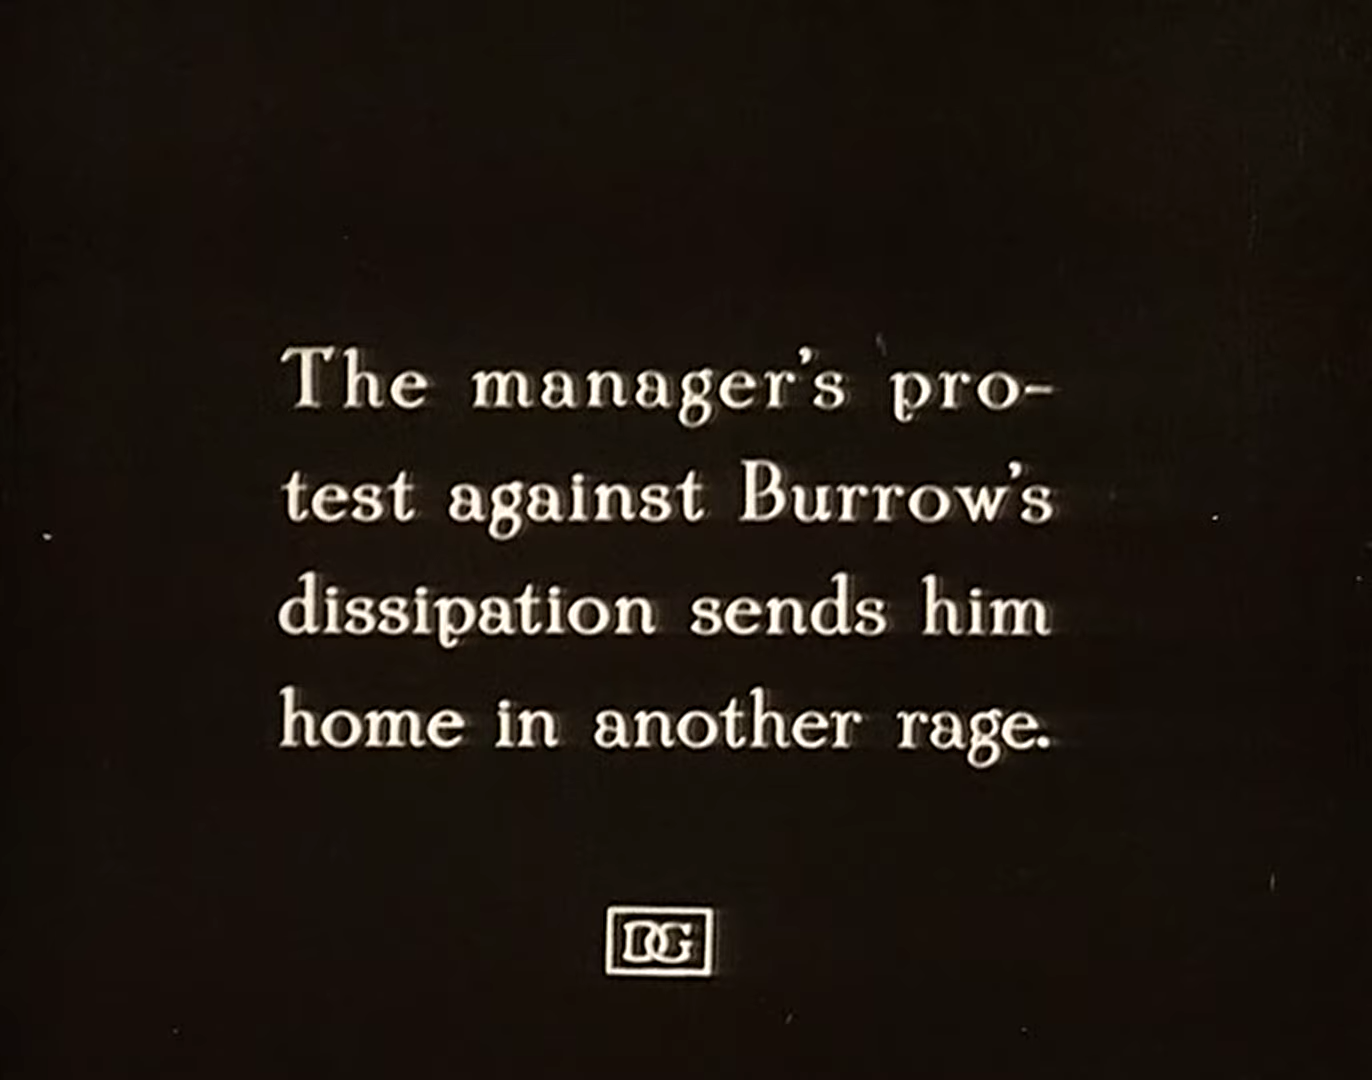 The manager's pro-
test against Burrow's
dissipation sends him
home in another rage.
DG